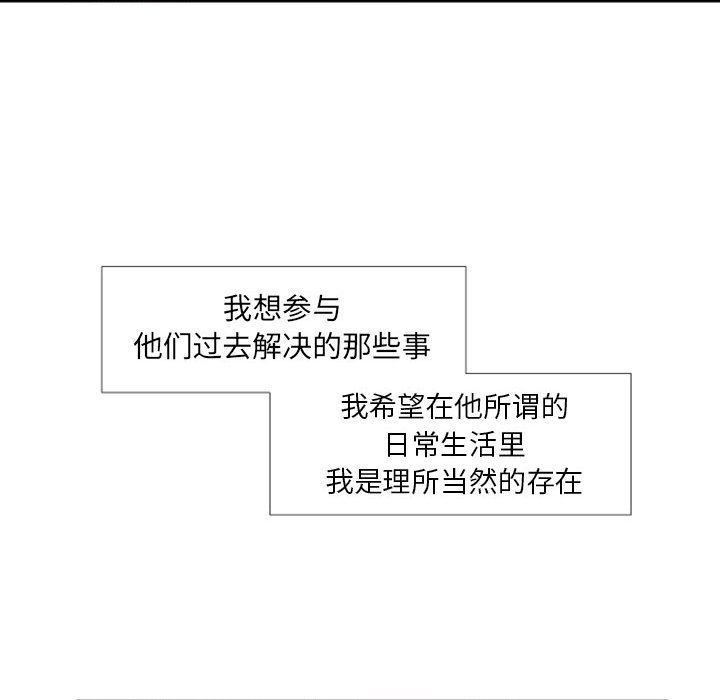 我想参与
他们过去解决的那些事
我希望在他所谓的
日常生活里
我是理所当然的存在